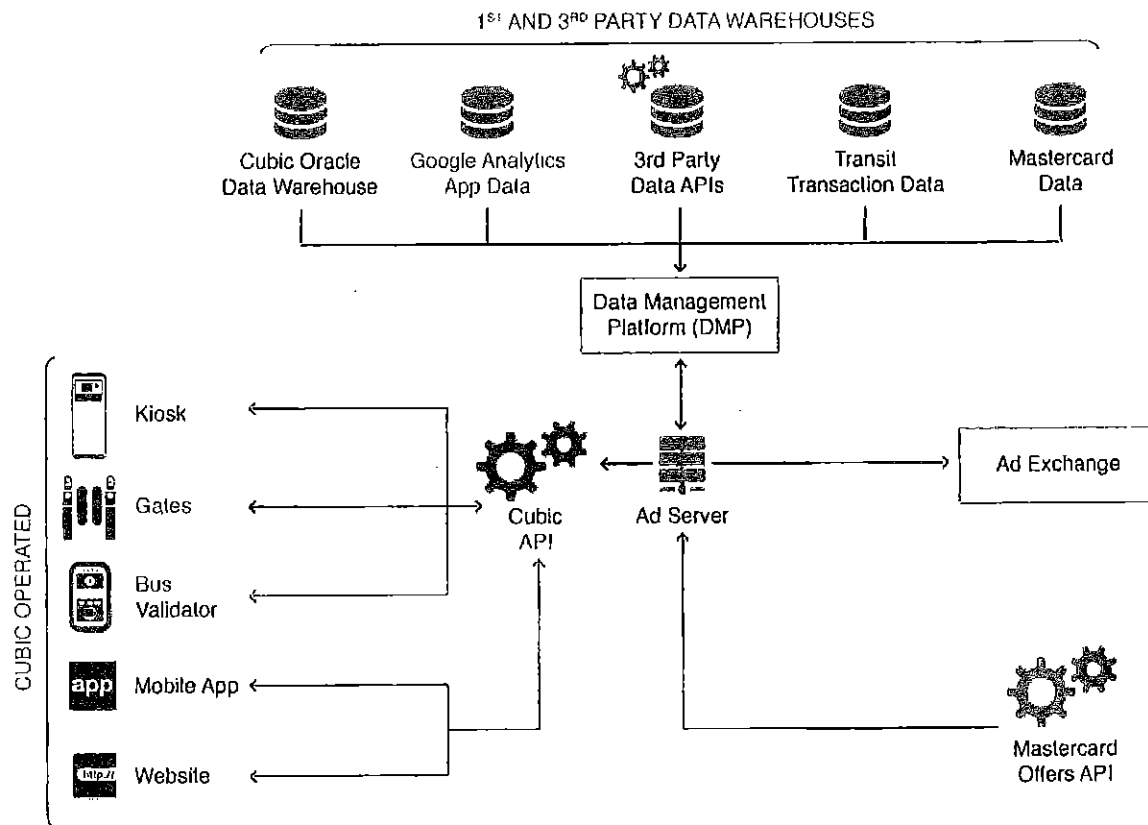 1ST AND 3RD PARTY DATA WAREHOUSES
Cubic Oracle
Data Warehouse
Google Analytics
App Data
3rd Party
Data APIs
Transit
Transaction Data
Mastercard
Data
Data Management
Platform (DMP)
CUBIC OPERATED
Kiosk
Gates
Bus
Validator
app
Mobile App
http://
Website
Cubic
API
Ad Server
Ad Exchange
Mastercard
Offers API